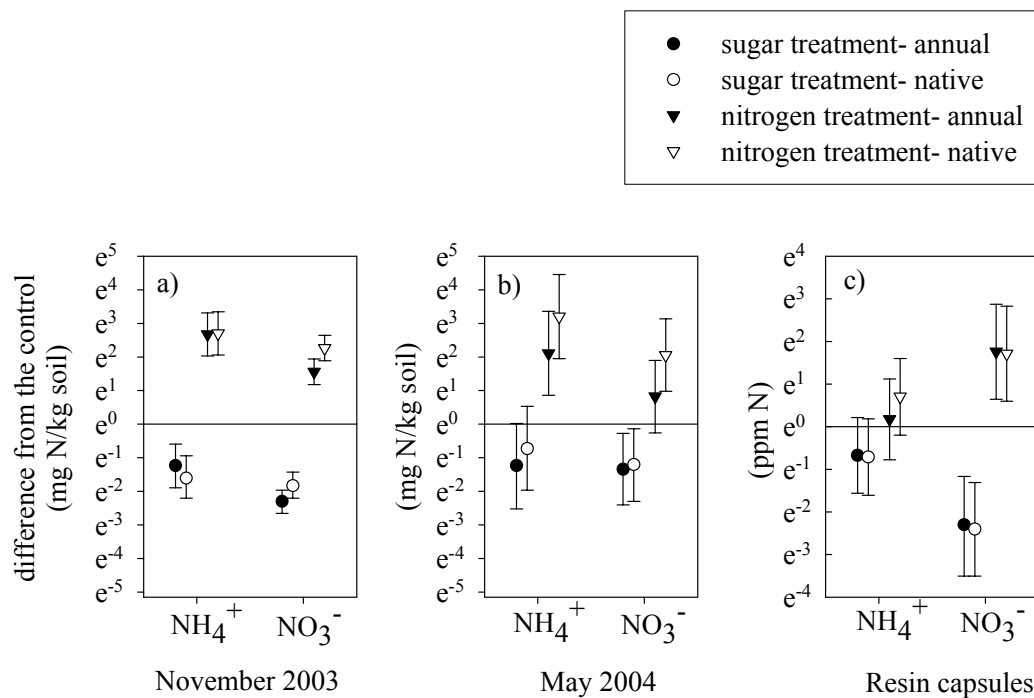 sugar treatment- annual
sugar treatment- native
nitrogen treatment- annual
nitrogen treatment- native
difference from the control
(mg N/kg soil)
a)
e⁵
e⁴
e³
e²
e¹
e⁰
e⁻¹
e⁻²
e⁻³
e⁻⁴
e⁻⁵
NH₄⁺ NO₃⁻
November 2003
(mg N/kg soil)
b)
e⁵
e⁴
e³
e²
e¹
e⁰
e⁻¹
e⁻²
e⁻³
e⁻⁴
e⁻⁵
NH₄⁺ NO₃⁻
May 2004
(ppm N)
c)
e⁴
e³
e²
e¹
e⁰
e⁻¹
e⁻²
e⁻³
e⁻⁴
NH₄⁺ NO₃⁻
Resin capsules